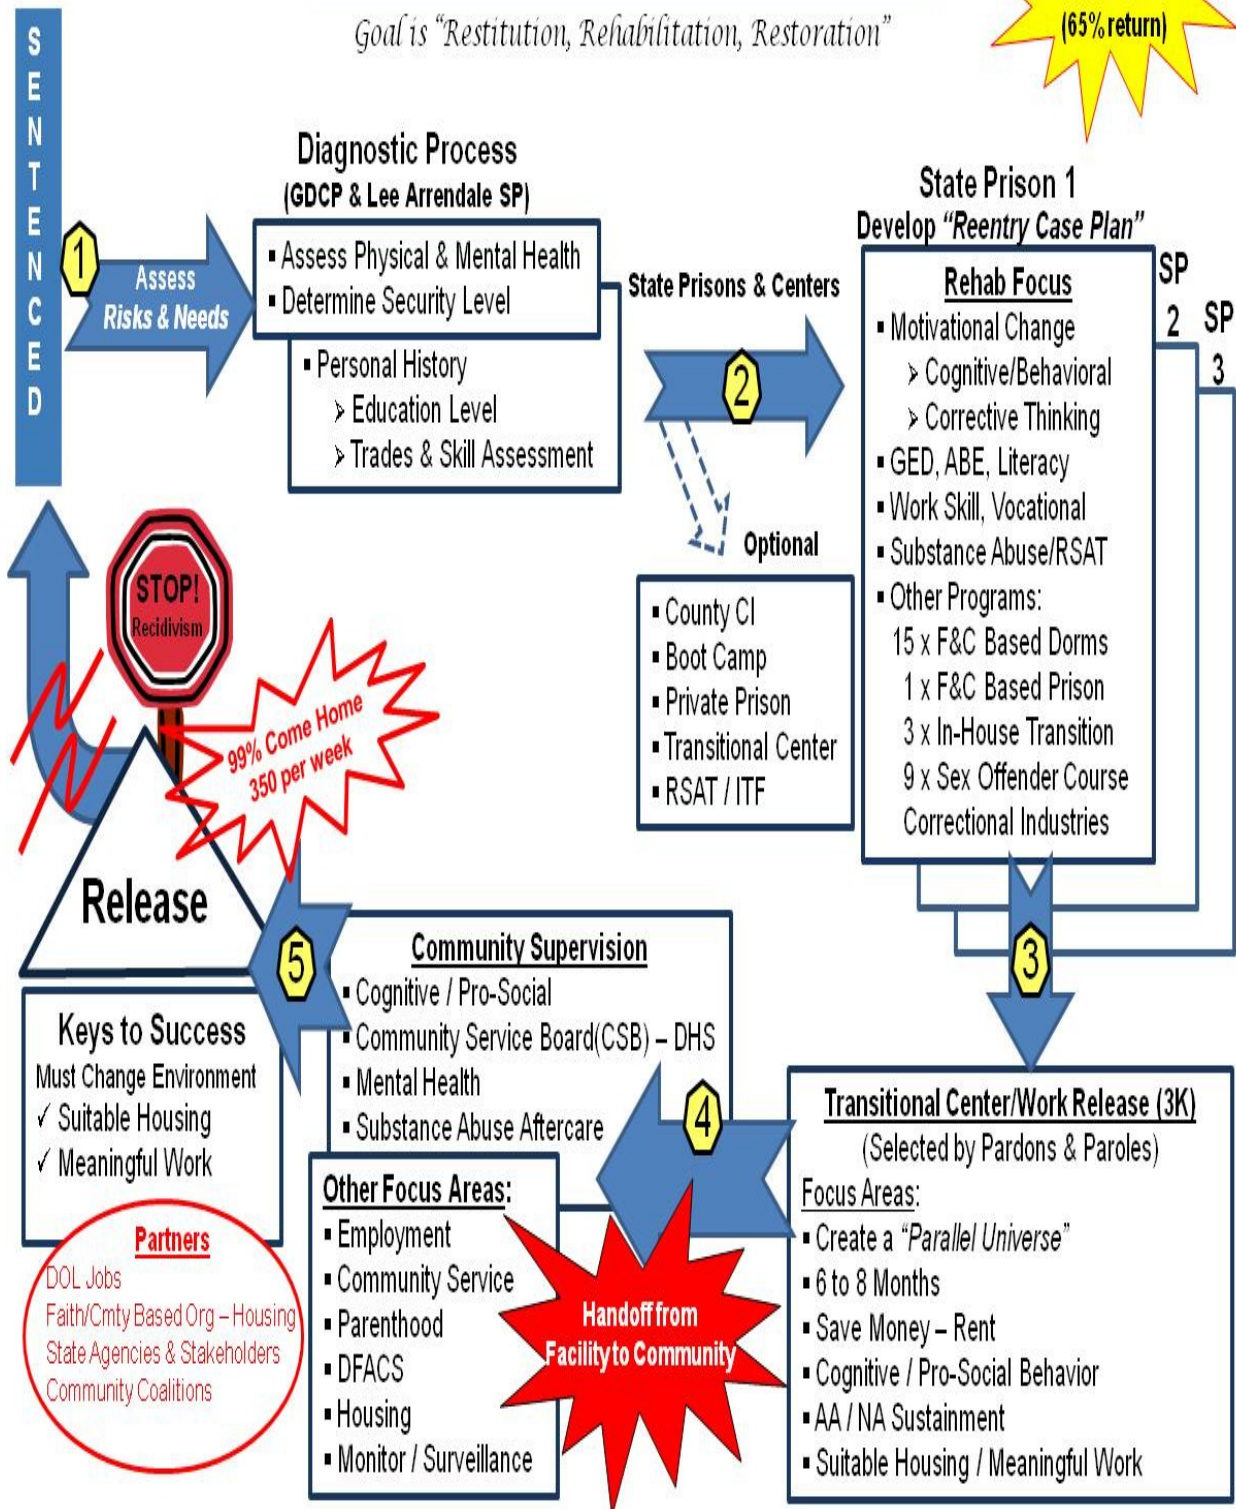 Goal is “Restitution, Rehabilitation, Restoration”
(65% return)
SENTENCED
1
Assess
Risks & Needs
Diagnostic Process
(GDCP & Lee Arrendale SP)
▪ Assess Physical & Mental Health
▪ Determine Security Level
▪ Personal History
➢ Education Level
➢ Trades & Skill Assessment
State Prisons & Centers
2
Optional
▪ County CI
▪ Boot Camp
▪ Private Prison
▪ Transitional Center
▪ RSAT / ITF
State Prison 1
Develop “Reentry Case Plan”
SP
2
SP
3
Rehab Focus
▪ Motivational Change
➢ Cognitive/Behavioral
➢ Corrective Thinking
▪ GED, ABE, Literacy
▪ Work Skill, Vocational
▪ Substance Abuse/RSAT
▪ Other Programs:
15 x F&C Based Dorms
1 x F&C Based Prison
3 x In-House Transition
9 x Sex Offender Course
Correctional Industries
3
Transitional Center/Work Release (3K)
(Selected by Pardons & Paroles)
Focus Areas:
▪ Create a “Parallel Universe”
▪ 6 to 8 Months
▪ Save Money – Rent
▪ Cognitive / Pro-Social Behavior
▪ AA / NA Sustainment
▪ Suitable Housing / Meaningful Work
4
Handoff from
Facility to Community
Community Supervision
▪ Cognitive / Pro-Social
▪ Community Service Board(CSB) – DHS
▪ Mental Health
▪ Substance Abuse Aftercare
Other Focus Areas:
▪ Employment
▪ Community Service
▪ Parenthood
▪ DFACS
▪ Housing
▪ Monitor / Surveillance
5
Release
STOP!
Recidivism
99% Come Home
350 per week
Keys to Success
Must Change Environment
✓ Suitable Housing
✓ Meaningful Work
Partners
DOL Jobs
Faith/Cmty Based Org – Housing
State Agencies & Stakeholders
Community Coalitions